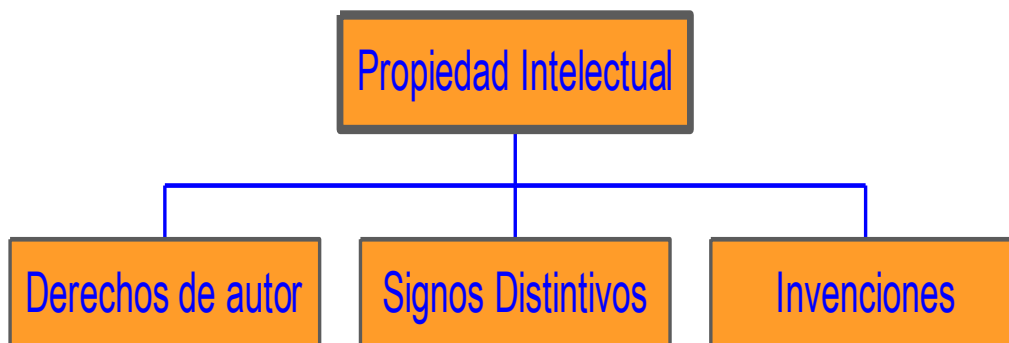 Propiedad Intelectual
Derechos de autor
Signos Distintivos
Invenciones